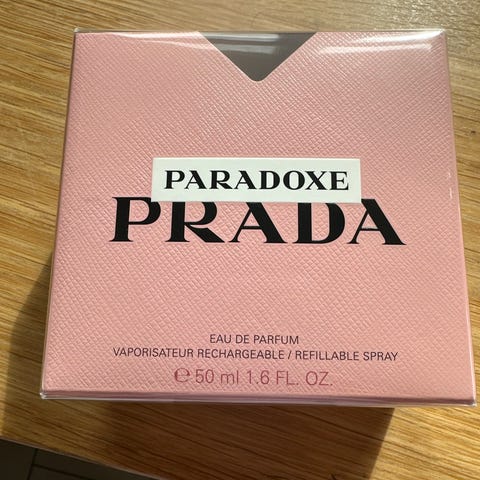 PARADOXE
PRADA
EAU DE PARFUM
VAPORISATEUR RECHARGEABLE / REFILLABLE SPRAY
℮ 50 ml 1.6 FL. OZ.